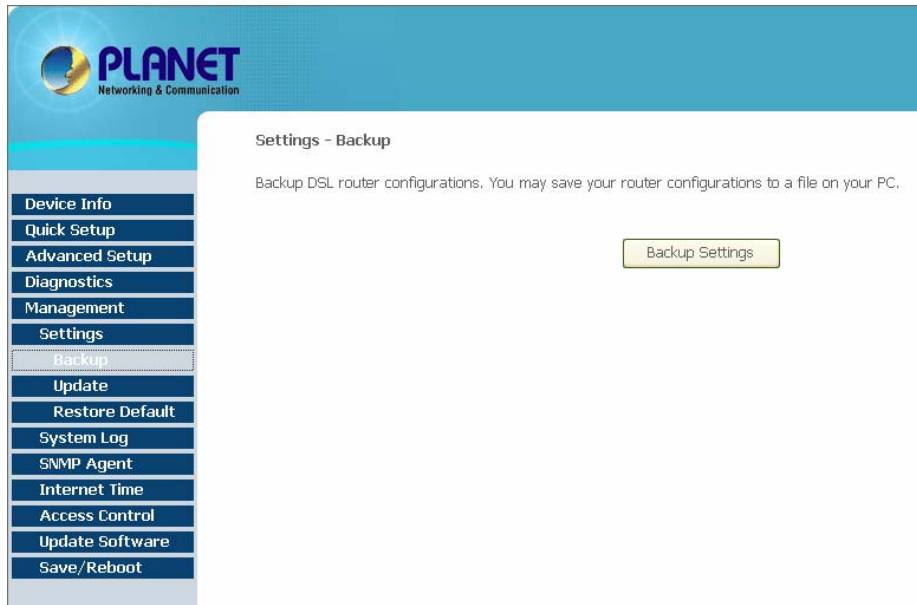 PLANET
Networking & Communication
Settings - Backup
Backup DSL router configurations. You may save your router configurations to a file on your PC.
Backup Settings
Device Info
Quick Setup
Advanced Setup
Diagnostics
Management
Settings
Backup
Update
Restore Default
System Log
SNMP Agent
Internet Time
Access Control
Update Software
Save/Reboot